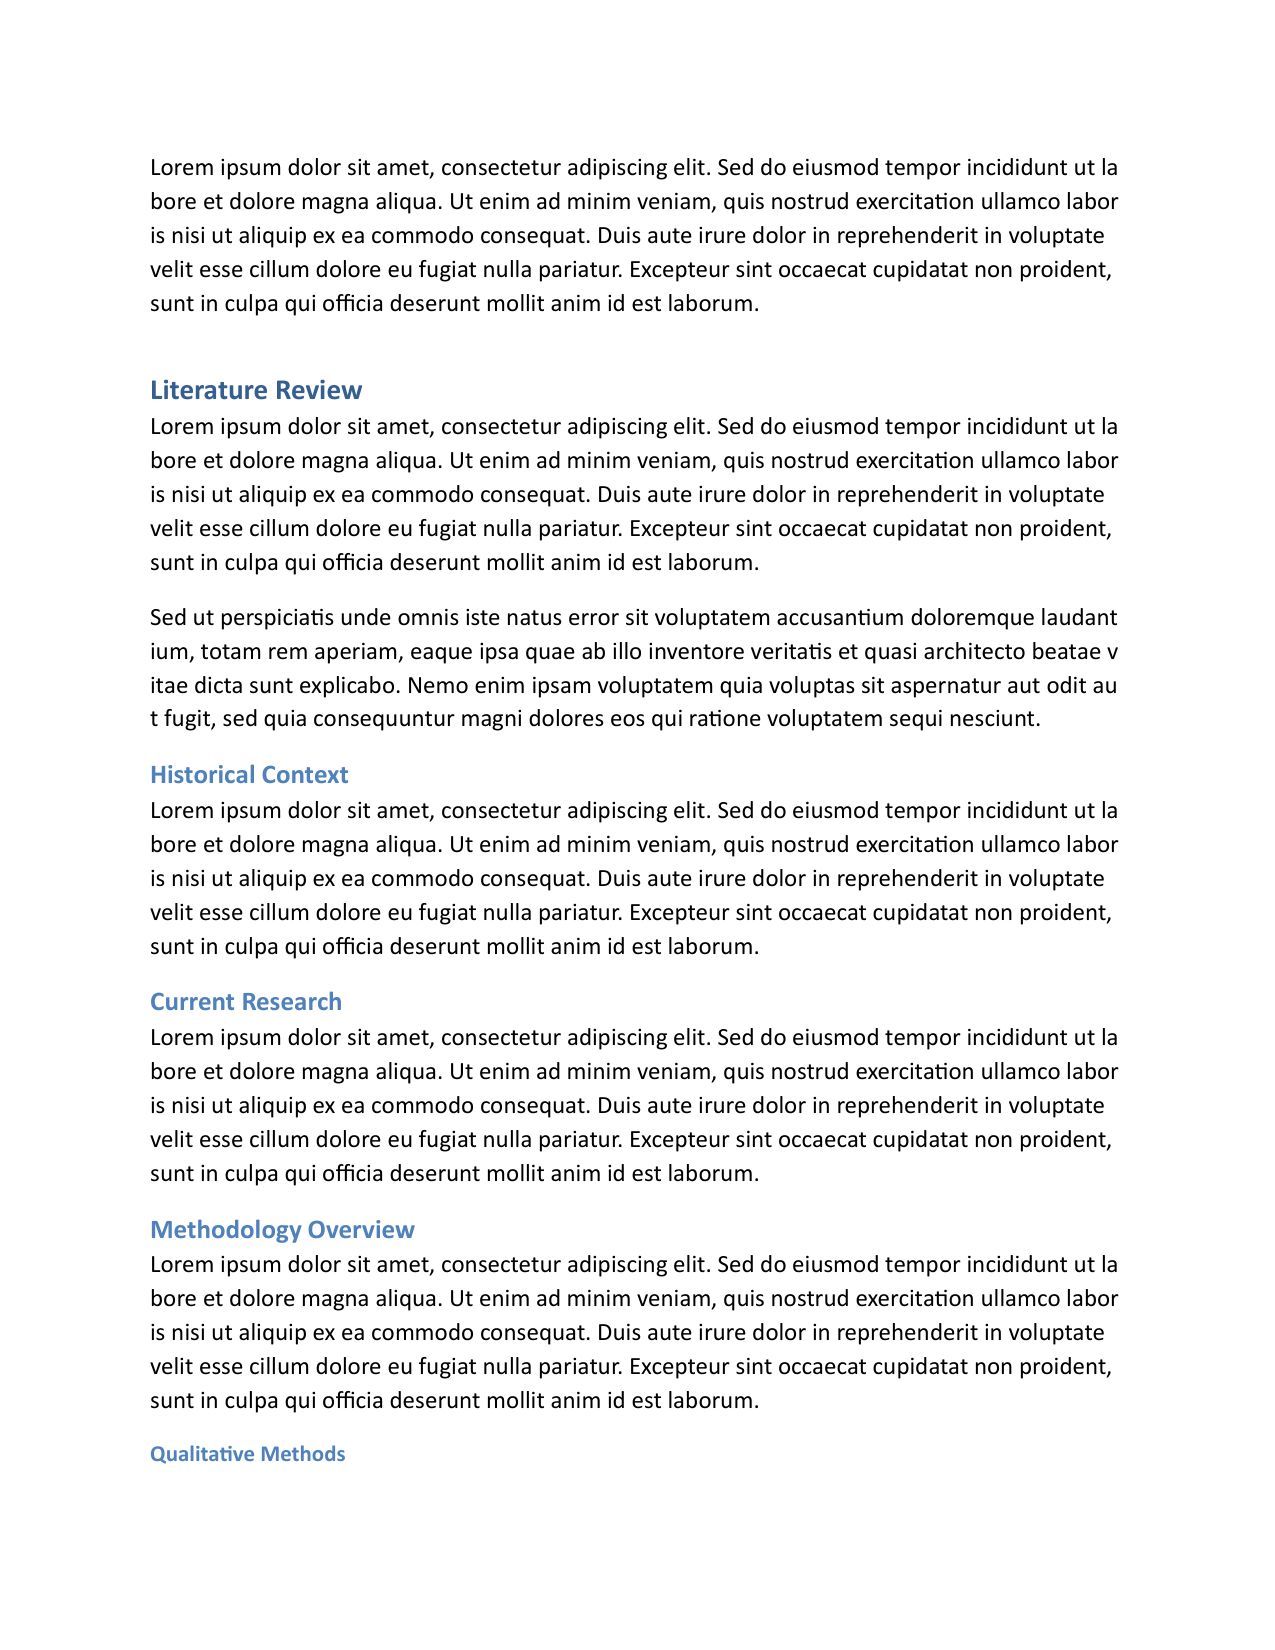 Lorem ipsum dolor sit amet, consectetur adipiscing elit. Sed do eiusmod tempor incididunt ut la
bore et dolore magna aliqua. Ut enim ad minim veniam, quis nostrud exercitation ullamco labor
is nisi ut aliquip ex ea commodo consequat. Duis aute irure dolor in reprehenderit in voluptate
velit esse cillum dolore eu fugiat nulla pariatur. Excepteur sint occaecat cupidatat non proident,
sunt in culpa qui officia deserunt mollit anim id est laborum.
Literature Review
Lorem ipsum dolor sit amet, consectetur adipiscing elit. Sed do eiusmod tempor incididunt ut la
bore et dolore magna aliqua. Ut enim ad minim veniam, quis nostrud exercitation ullamco labor
is nisi ut aliquip ex ea commodo consequat. Duis aute irure dolor in reprehenderit in voluptate
velit esse cillum dolore eu fugiat nulla pariatur. Excepteur sint occaecat cupidatat non proident,
sunt in culpa qui officia deserunt mollit anim id est laborum.
Sed ut perspiciatis unde omnis iste natus error sit voluptatem accusantium doloremque laudant
ium, totam rem aperiam, eaque ipsa quae ab illo inventore veritatis et quasi architecto beatae v
itae dicta sunt explicabo. Nemo enim ipsam voluptatem quia voluptas sit aspernatur aut odit au
t fugit, sed quia consequuntur magni dolores eos qui ratione voluptatem sequi nesciunt.
Historical Context
Lorem ipsum dolor sit amet, consectetur adipiscing elit. Sed do eiusmod tempor incididunt ut la
bore et dolore magna aliqua. Ut enim ad minim veniam, quis nostrud exercitation ullamco labor
is nisi ut aliquip ex ea commodo consequat. Duis aute irure dolor in reprehenderit in voluptate
velit esse cillum dolore eu fugiat nulla pariatur. Excepteur sint occaecat cupidatat non proident,
sunt in culpa qui officia deserunt mollit anim id est laborum.
Current Research
Lorem ipsum dolor sit amet, consectetur adipiscing elit. Sed do eiusmod tempor incididunt ut la
bore et dolore magna aliqua. Ut enim ad minim veniam, quis nostrud exercitation ullamco labor
is nisi ut aliquip ex ea commodo consequat. Duis aute irure dolor in reprehenderit in voluptate
velit esse cillum dolore eu fugiat nulla pariatur. Excepteur sint occaecat cupidatat non proident,
sunt in culpa qui officia deserunt mollit anim id est laborum.
Methodology Overview
Lorem ipsum dolor sit amet, consectetur adipiscing elit. Sed do eiusmod tempor incididunt ut la
bore et dolore magna aliqua. Ut enim ad minim veniam, quis nostrud exercitation ullamco labor
is nisi ut aliquip ex ea commodo consequat. Duis aute irure dolor in reprehenderit in voluptate
velit esse cillum dolore eu fugiat nulla pariatur. Excepteur sint occaecat cupidatat non proident,
sunt in culpa qui officia deserunt mollit anim id est laborum.
Qualitative Methods